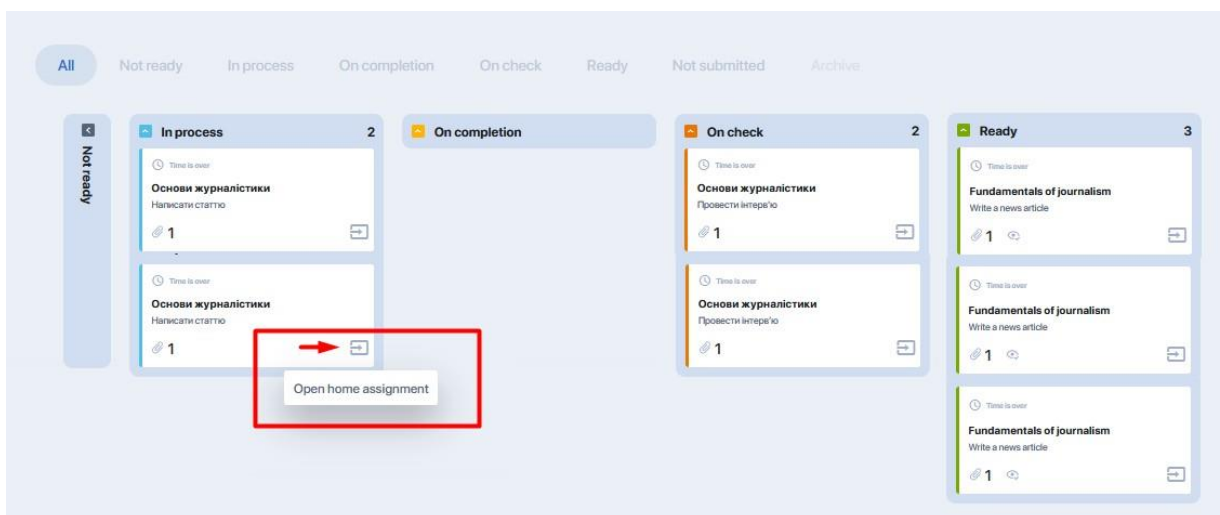 All
Not ready
In process
On completion
On check
Ready
Not submitted
Archive
Not ready
In process 2
Time is over
Основи журналістики
Написати статтю
1
Time is over
Основи журналістики
Написати статтю
1
Open home assignment
On completion
On check 2
Time is over
Основи журналістики
Провести інтерв'ю
1
Time is over
Основи журналістики
Провести інтерв'ю
1
Ready 3
Time is over
Fundamentals of journalism
Write a news article
1
Time is over
Fundamentals of journalism
Write a news article
1
Time is over
Fundamentals of journalism
Write a news article
1